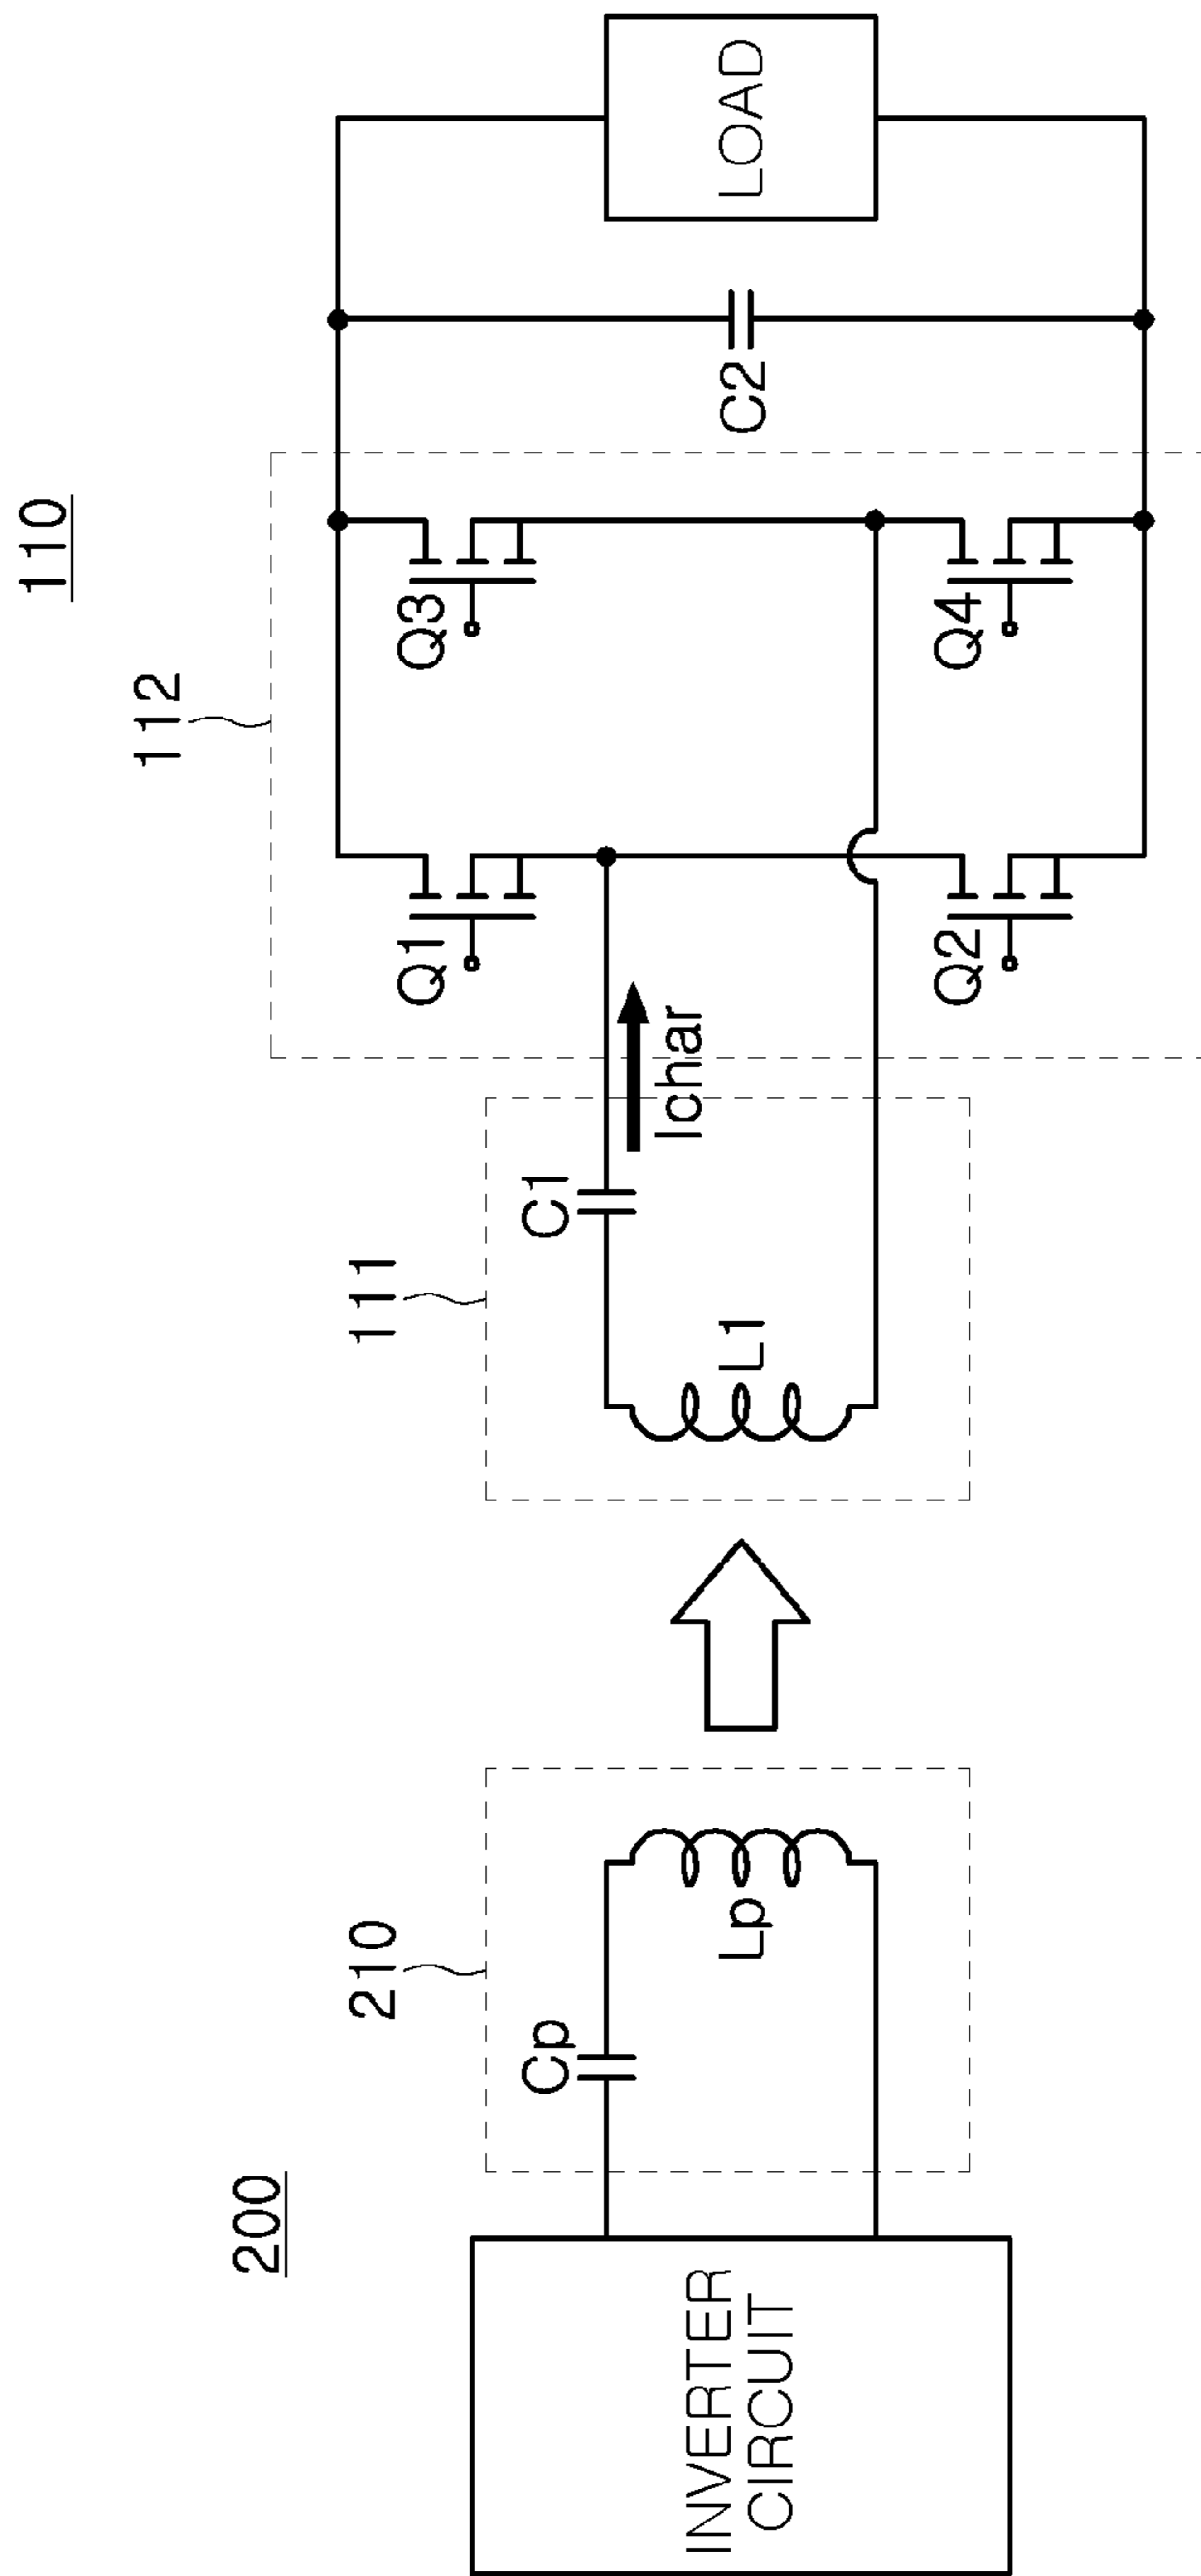 200
110
INVERTER
CIRCUIT
210
Cp
Lp
111
C1
L1
Ichar
112
Q1
Q2
Q3
Q4
C2
LOAD